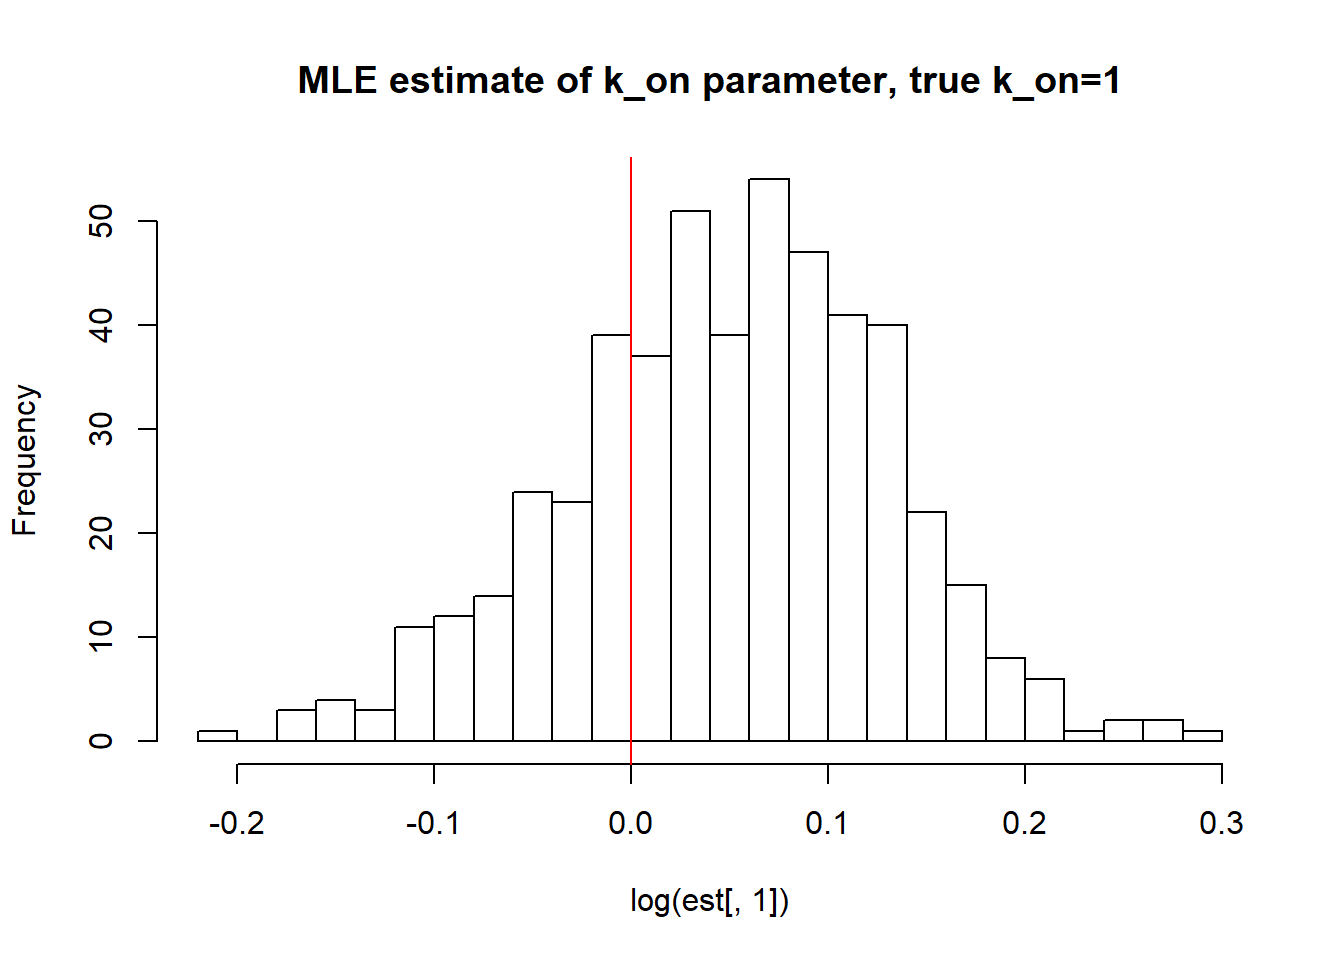 MLE estimate of k_on parameter, true k_on=1
Frequency
50
40
30
20
10
0
-0.2 -0.1 0.0 0.1 0.2 0.3
log(est[, 1])